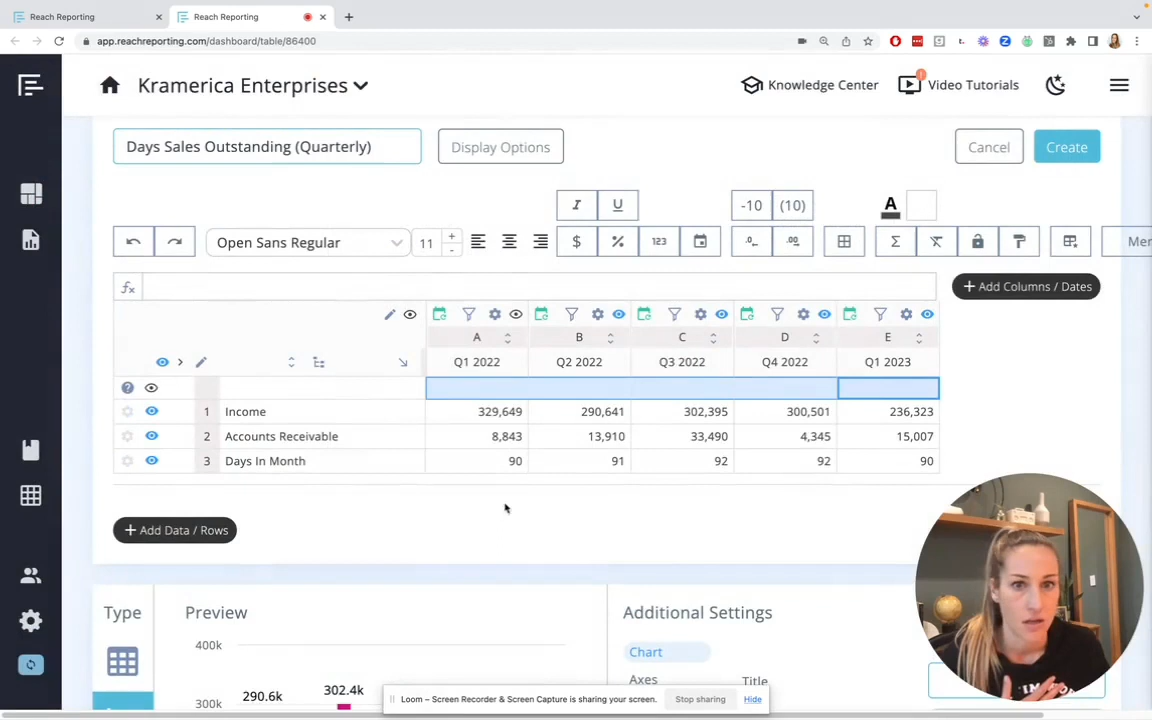 Reach Reporting
Reach Reporting
app.reachreporting.com/dashboard/table/86400
Kramerica Enterprises
Knowledge Center
Video Tutorials
Days Sales Outstanding (Quarterly)
Display Options
Cancel
Create
I U -10 (10) A
Open Sans Regular 11 + - $ % 123 .0 .00 Σ Mer
fx
+ Add Columns / Dates
A B C D E
Q1 2022 Q2 2022 Q3 2022 Q4 2022 Q1 2023
1 Income 329,649 290,641 302,395 300,501 236,323
2 Accounts Receivable 8,843 13,910 33,490 4,345 15,007
3 Days In Month 90 91 92 92 90
+ Add Data / Rows
Type
Preview
Additional Settings
400k
Chart
Axes
Title
300k
290.6k
302.4k
Loom – Screen Recorder & Screen Capture is sharing your screen.
Stop sharing
Hide